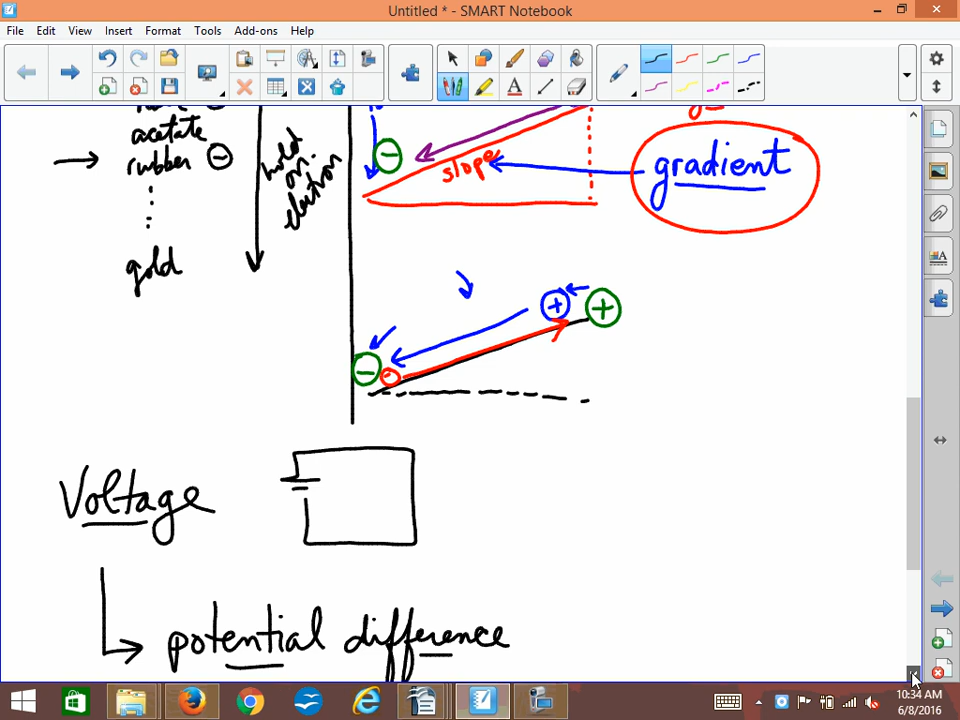 Untitled * - SMART Notebook
File Edit View Insert Format Tools Add-ons Help
acetate
rubber −
gold
hold
on
electron
−
slope
gradient
+ +
− -
Voltage
potential difference
10:34 AM
6/8/2016